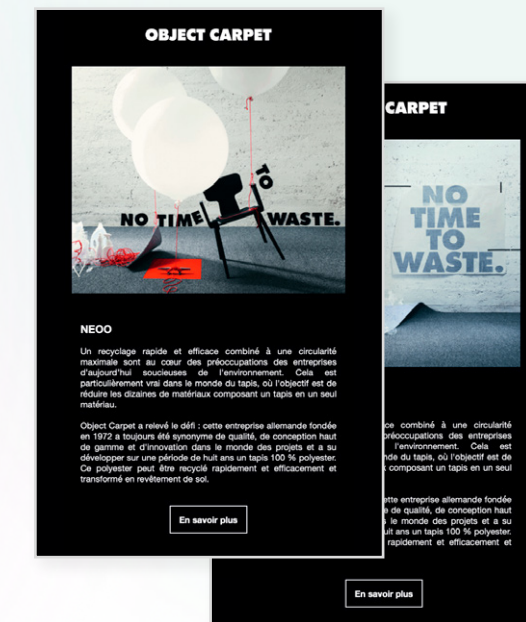 OBJECT CARPET
NO TIME
TO
WASTE.
NEOO
Un recyclage rapide et efficace combiné à une circularité
maximale sont au cœur des préoccupations des entreprises
d'aujourd'hui soucieuses de l'environnement. Cela est
particulièrement vrai dans le monde du tapis, où l'objectif est de
réduire les dizaines de matériaux composant un tapis en un seul
matériau.
Object Carpet a relevé le défi : cette entreprise allemande fondée
en 1972 a toujours été synonyme de qualité, de conception haut
de gamme et d'innovation dans le monde des projets et a su
développer sur une période de huit ans un tapis 100 % polyester.
Ce polyester peut être recyclé rapidement et efficacement et
transformé en revêtement de sol.
En savoir plus
CARPET
NO
TIME
TO
WASTE.
ce combiné à une circularité
préoccupations des entreprises
l'environnement. Cela est
nde du tapis, où l'objectif est de
composant un tapis en un seul
ette entreprise allemande fondée
e de qualité, de conception haut
le monde des projets et a su
uit ans un tapis 100 % polyester.
rapidement et efficacement et
En savoir plus